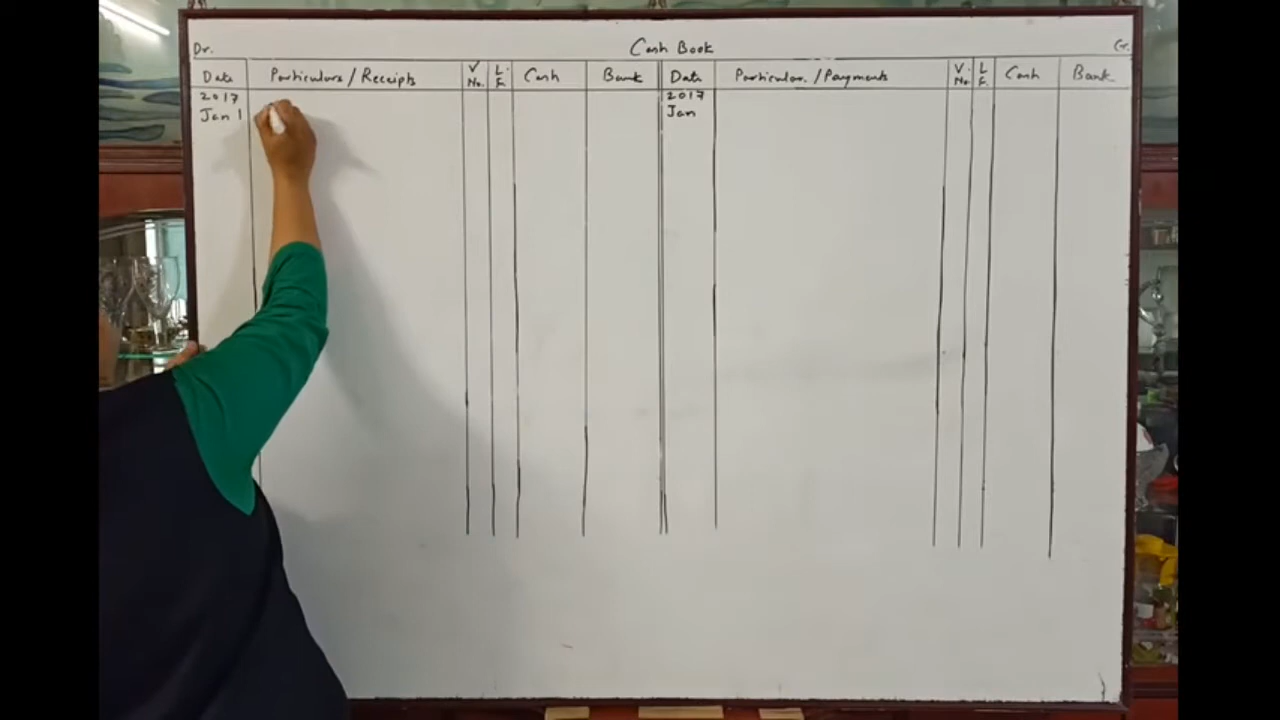 Dr. Cash Book Cr.
Date Particulars / Receipts V. No. L. F. Cash Bank Date Particulars / Payments V. No. L. F. Cash Bank
2017 2017
Jan 1 Jan